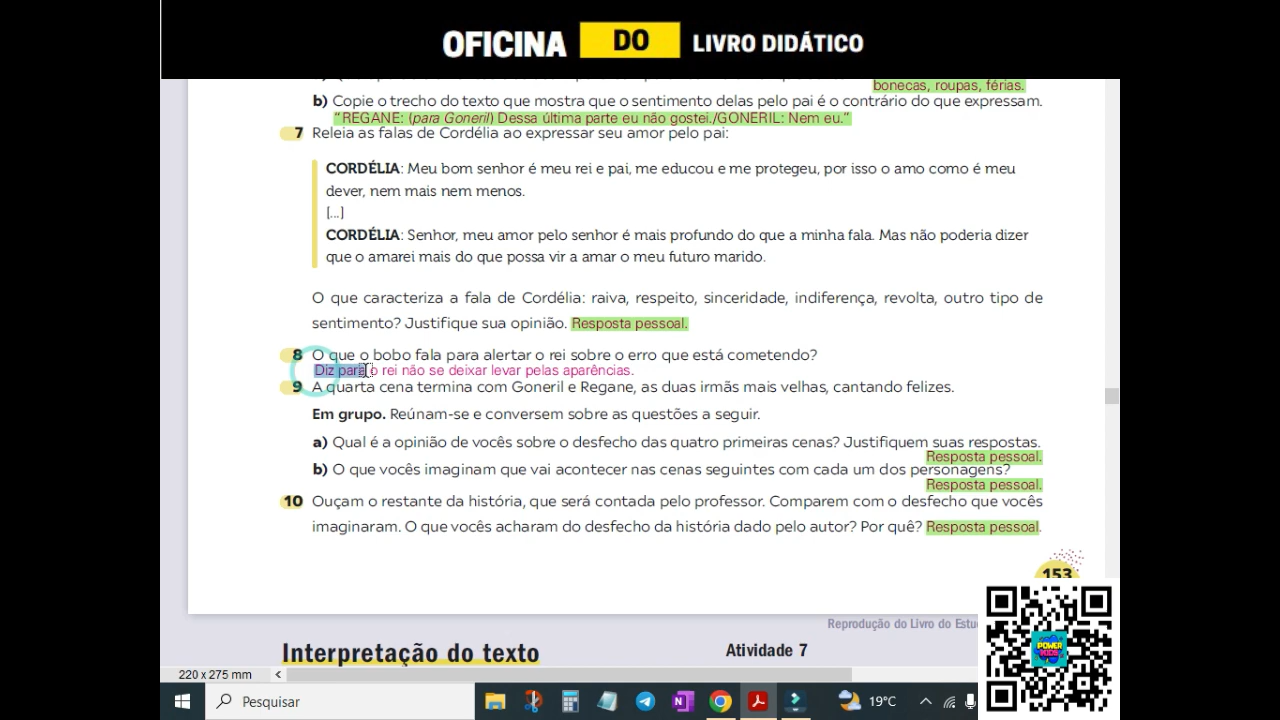 OFICINA DO LIVRO DIDÁTICO
bonecas, roupas, férias.
b) Copie o trecho do texto que mostra que o sentimento delas pelo pai é o contrário do que expressam.
“REGANE: (para Goneril) Dessa última parte eu não gostei./GONERIL: Nem eu.”
7 Releia as falas de Cordélia ao expressar seu amor pelo pai:
CORDÉLIA: Meu bom senhor é meu rei e pai, me educou e me protegeu, por isso o amo como é meu
dever, nem mais nem menos.
[...]
CORDÉLIA: Senhor, meu amor pelo senhor é mais profundo do que a minha fala. Mas não poderia dizer
que o amarei mais do que possa vir a amar o meu futuro marido.
O que caracteriza a fala de Cordélia: raiva, respeito, sinceridade, indiferença, revolta, outro tipo de
sentimento? Justifique sua opinião. Resposta pessoal.
8 O que o bobo fala para alertar o rei sobre o erro que está cometendo?
Diz para o rei não se deixar levar pelas aparências.
9 A quarta cena termina com Goneril e Regane, as duas irmãs mais velhas, cantando felizes.
Em grupo. Reúnam-se e conversem sobre as questões a seguir.
a) Qual é a opinião de vocês sobre o desfecho das quatro primeiras cenas? Justifiquem suas respostas.
Resposta pessoal.
b) O que vocês imaginam que vai acontecer nas cenas seguintes com cada um dos personagens?
Resposta pessoal.
10 Ouçam o restante da história, que será contada pelo professor. Comparem com o desfecho que vocês
imaginaram. O que vocês acharam do desfecho da história dado pelo autor? Por quê? Resposta pessoal.
153
Reprodução do Livro do Estu
Interpretação do texto Atividade 7
220 x 275 mm
Pesquisar 19°C
POWER KIDS